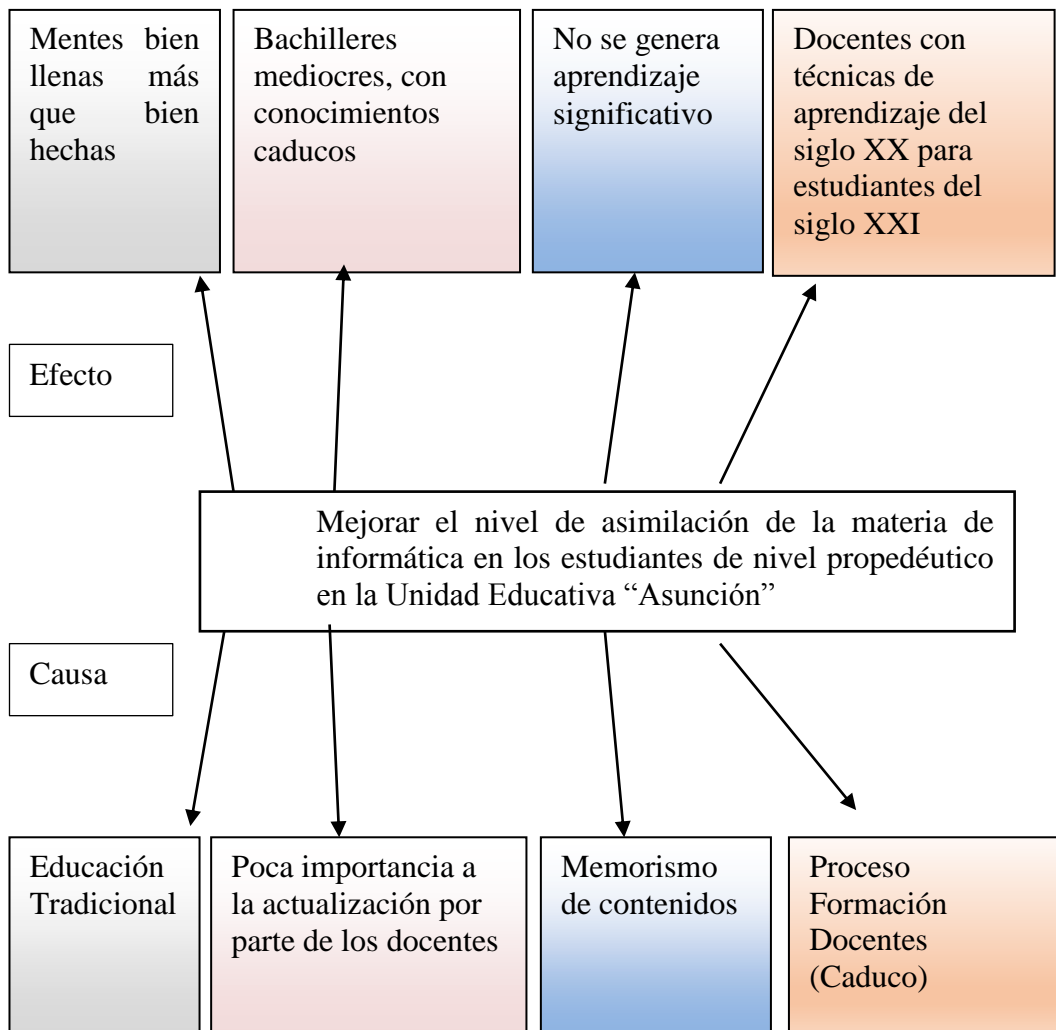 Mentes bien
llenas más
que bien
hechas
Bachilleres
mediocres, con
conocimientos
caducos
No se genera
aprendizaje
significativo
Docentes con
técnicas de
aprendizaje del
siglo XX para
estudiantes del
siglo XXI
Efecto
Mejorar el nivel de asimilación de la materia de
informática en los estudiantes de nivel propedéutico
en la Unidad Educativa “Asunción”
Causa
Educación
Tradicional
Poca importancia a
la actualización por
parte de los docentes
Memorismo
de contenidos
Proceso
Formación
Docentes
(Caduco)